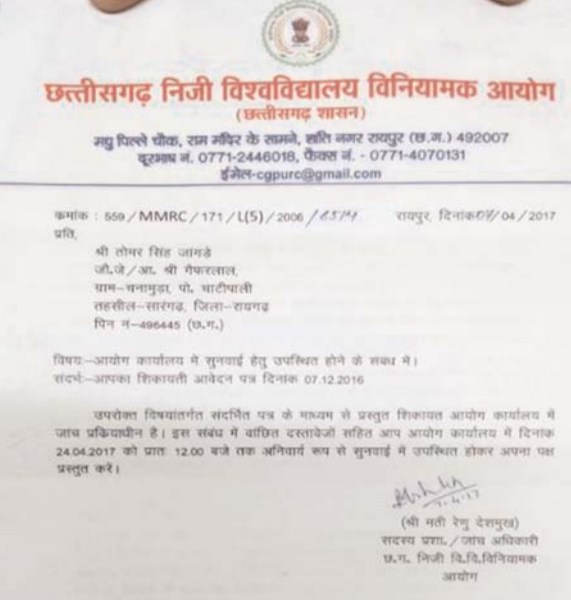 छत्तीसगढ़ निजी विश्वविद्यालय विनियामक आयोग
(छत्तीसगढ़ शासन)
मधु पिल्ले चौक, राम मंदिर के सामने, शांति नगर रायपुर (छ.ग.) 492007
दूरभाष नं. 0771-2446018, फैक्स नं. - 0771-4070131
ईमेल-cgpurc@gmail.com
क्रमांक : 559/MMRC/171/L(S)/2006/ रायपुर, दिनांक /04/2017
प्रति,
श्री तोमर सिंह जांगडे
जी.जे/आ. श्री गैफरलाल,
ग्राम-चनामुड़ा, पो. घाटीपाली
तहसील-सारंगढ़, जिला-रायगढ़
पिन नं-496445 (छ.ग.)
विषय:-आयोग कार्यालय में सुनवाई हेतु उपस्थित होने के संबंध में।
संदर्भ:-आपका शिकायती आवेदन पत्र दिनांक 07.12.2016
उपरोक्त विषयांतर्गत संदर्भित पत्र के माध्यम से प्रस्तुत शिकायत आयोग कार्यालय में
जांच प्रक्रियाधीन है। इस संबंध में वांछित दस्तावेजों सहित आप आयोग कार्यालय में दिनांक
24.04.2017 को प्रातः 12.00 बजे तक अनिवार्य रूप से सुनवाई में उपस्थित होकर अपना पक्ष
प्रस्तुत करें।
(श्री मती रेणु देशमुख)
सदस्य प्रशा./जांच अधिकारी
छ.ग. निजी वि.वि.विनियामक
आयोग